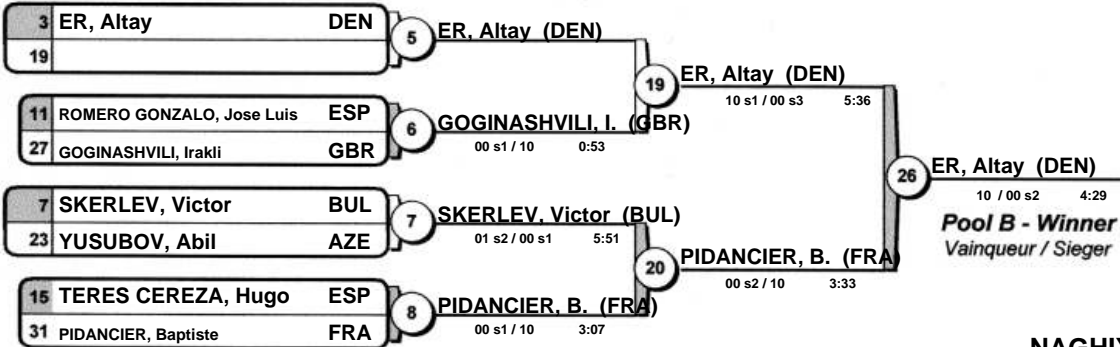 3 ER, Altay DEN
19
5 ER, Altay (DEN)
11 ROMERO GONZALO, Jose Luis ESP
27 GOGINASHVILI, Irakli GBR
6 GOGINASHVILI, I. (GBR)
00 s1 / 10 0:53
19 ER, Altay (DEN)
10 s1 / 00 s3 5:36
7 SKERLEV, Victor BUL
23 YUSUBOV, Abil AZE
7 SKERLEV, Victor (BUL)
01 s2 / 00 s1 5:51
15 TERES CEREZA, Hugo ESP
31 PIDANCIER, Baptiste FRA
8 PIDANCIER, B. (FRA)
00 s1 / 10 3:07
20 PIDANCIER, B. (FRA)
00 s2 / 10 3:33
26 ER, Altay (DEN)
10 / 00 s2 4:29
Pool B - Winner
Vainqueur / Sieger